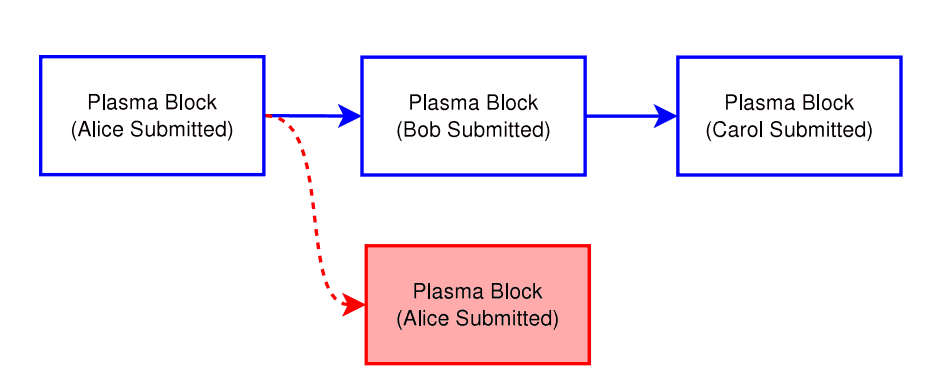 Plasma Block
(Alice Submitted)
Plasma Block
(Bob Submitted)
Plasma Block
(Carol Submitted)
Plasma Block
(Alice Submitted)